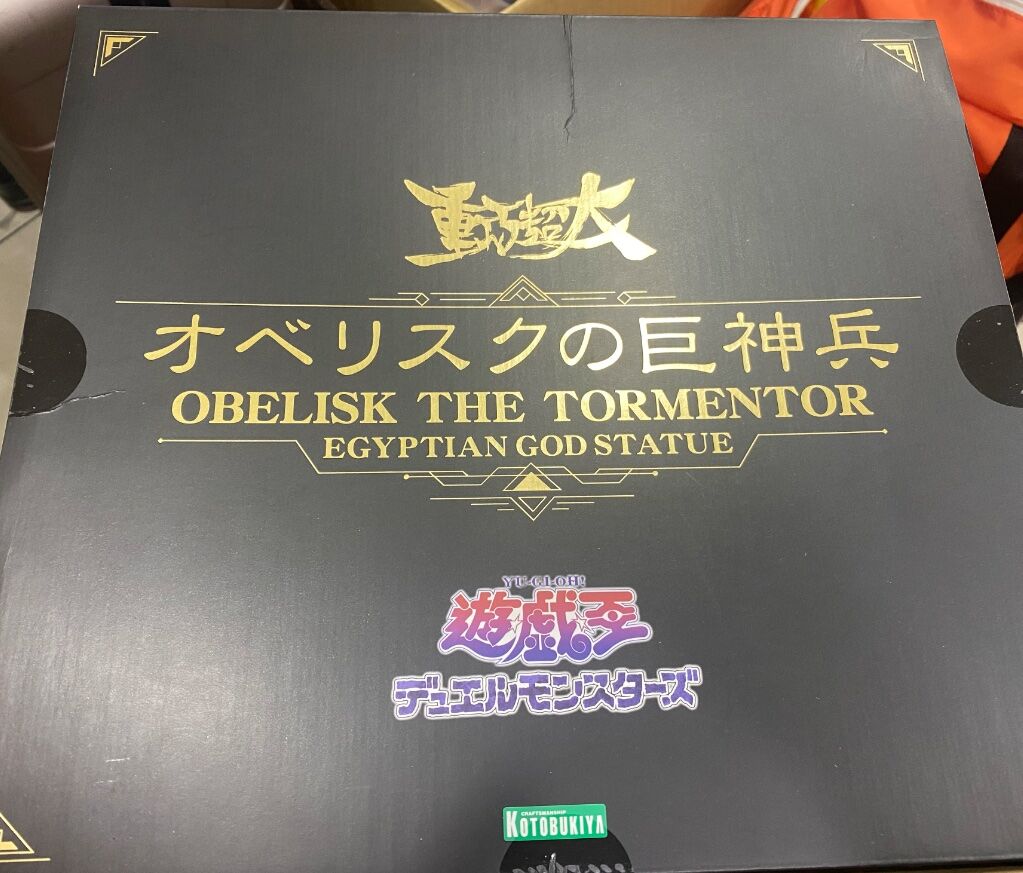 オベリスクの巨神兵
OBELISK THE TORMENTOR
EGYPTIAN GOD STATUE
YU-GI-OH!
遊戯王
デュエルモンスターズ
CRAFTSMANSHIP
KOTOBUKIYA